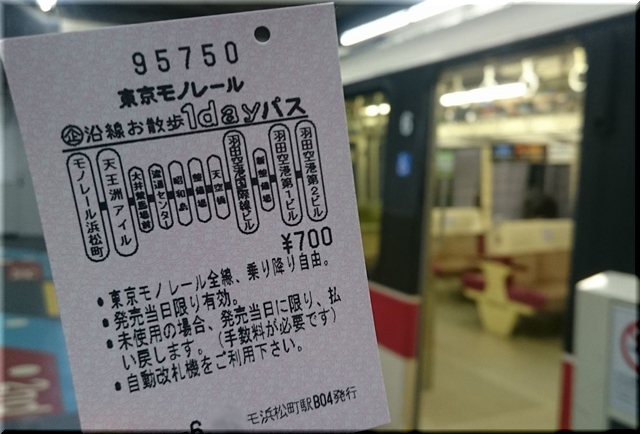 95750
東京モノレール
企沿線お散歩1dayパス
モノレール浜松町
天王洲アイル
大井競馬場前
流通センター
昭和島
整備場
天空橋
羽田空港国際線ビル
新整備場
羽田空港第1ビル
羽田空港第2ビル
¥700
●東京モノレール全線、乗り降り自由。
●発売当日限り有効。
●未使用の場合、発売当日に限り、払
い戻します。(手数料が必要です)
●自動改札機をご利用下さい。
モ浜松町駅B04発行
6